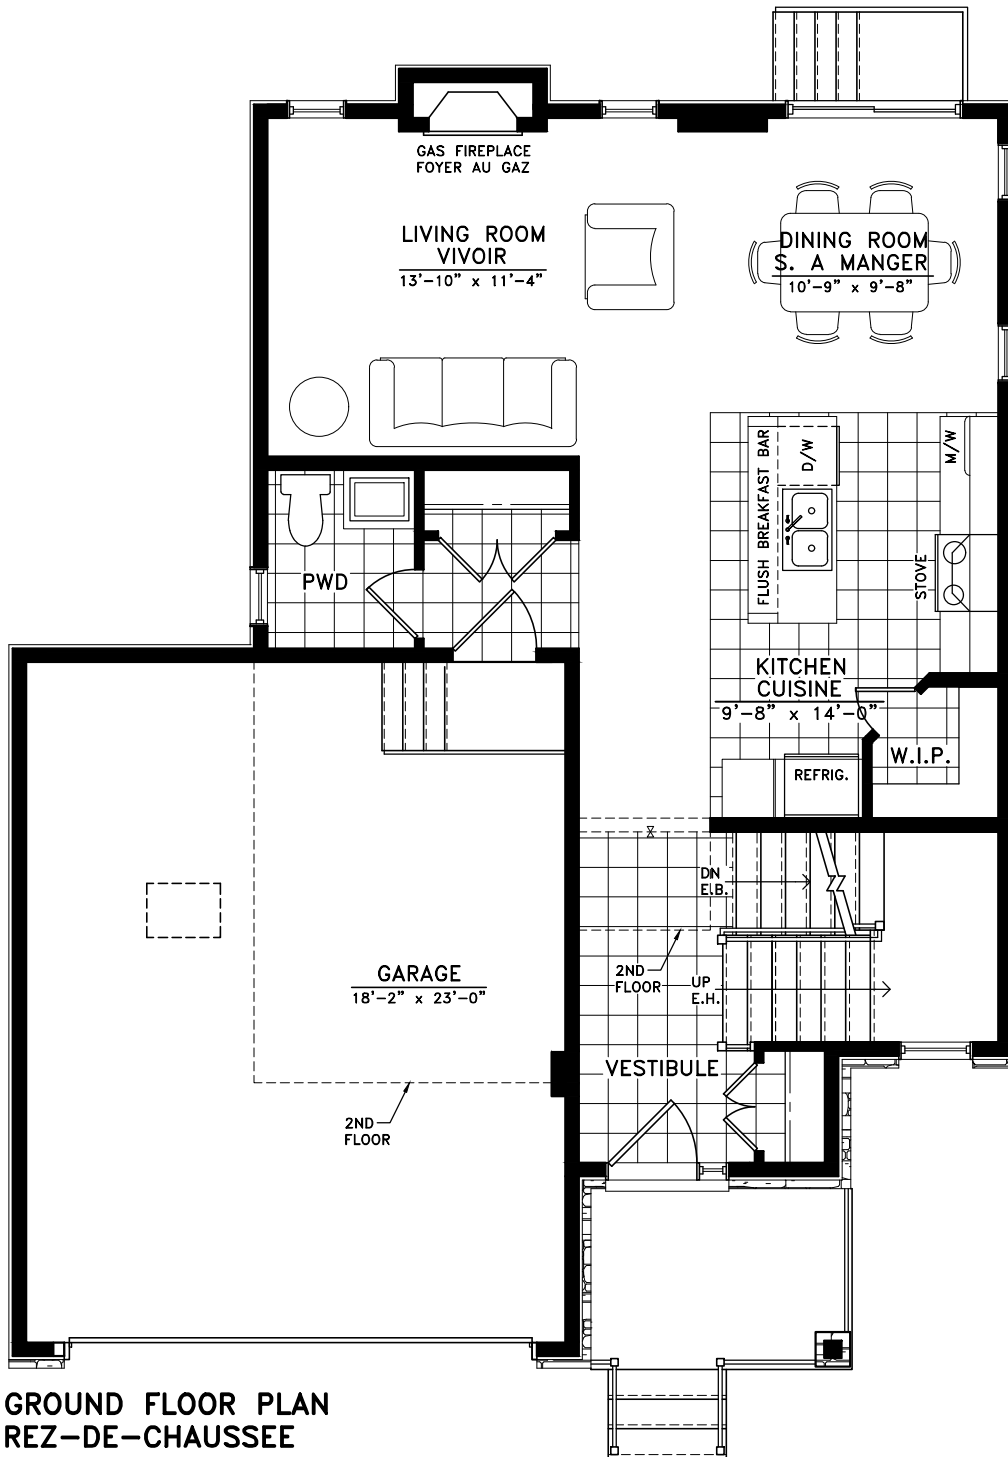 GAS FIREPLACE
FOYER AU GAZ
LIVING ROOM
VIVOIR
13'-10" x 11'-4"
DINING ROOM
S. A MANGER
10'-9" x 9'-8"
FLUSH BREAKFAST BAR
D/W
M/W
STOVE
PWD
KITCHEN
CUISINE
9'-8" x 14'-0"
W.I.P.
REFRIG.
DN
E.B.
2ND
FLOOR
UP
E.H.
GARAGE
18'-2" x 23'-0"
VESTIBULE
2ND
FLOOR
GROUND FLOOR PLAN
REZ-DE-CHAUSSEE